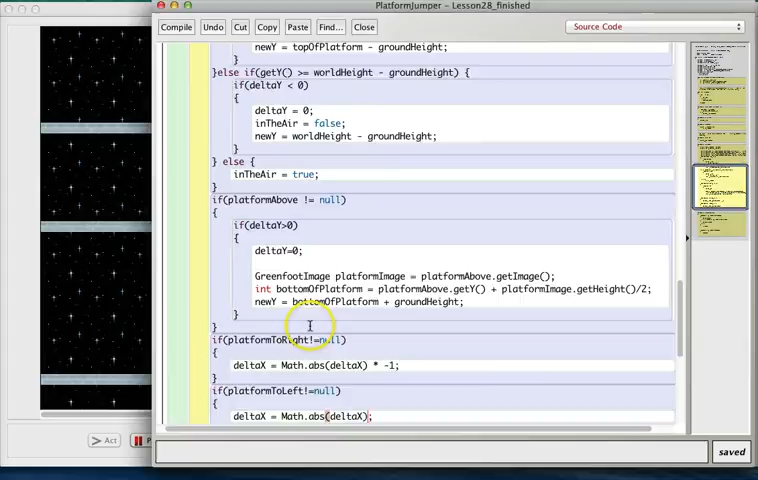 PlatformJumper - Lesson28_finished
Compile Undo Cut Copy Paste Find... Close Source Code
newY = topOfPlatform - groundHeight;
}else if(getY() >= worldHeight - groundHeight) {
if(deltaY < 0)
{
deltaY = 0;
inTheAir = false;
newY = worldHeight - groundHeight;
}
} else {
inTheAir = true;
}
if(platformAbove != null)
{
if(deltaY>0)
{
deltaY=0;
GreenfootImage platformImage = platformAbove.getImage();
int bottomOfPlatform = platformAbove.getY() + platformImage.getHeight()/2;
newY = bottomOfPlatform + groundHeight;
}
}
if(platformToRight!=null)
{
deltaX = Math.abs(deltaX) * -1;
}
if(platformToLeft!=null)
{
deltaX = Math.abs(deltaX);
Act
saved